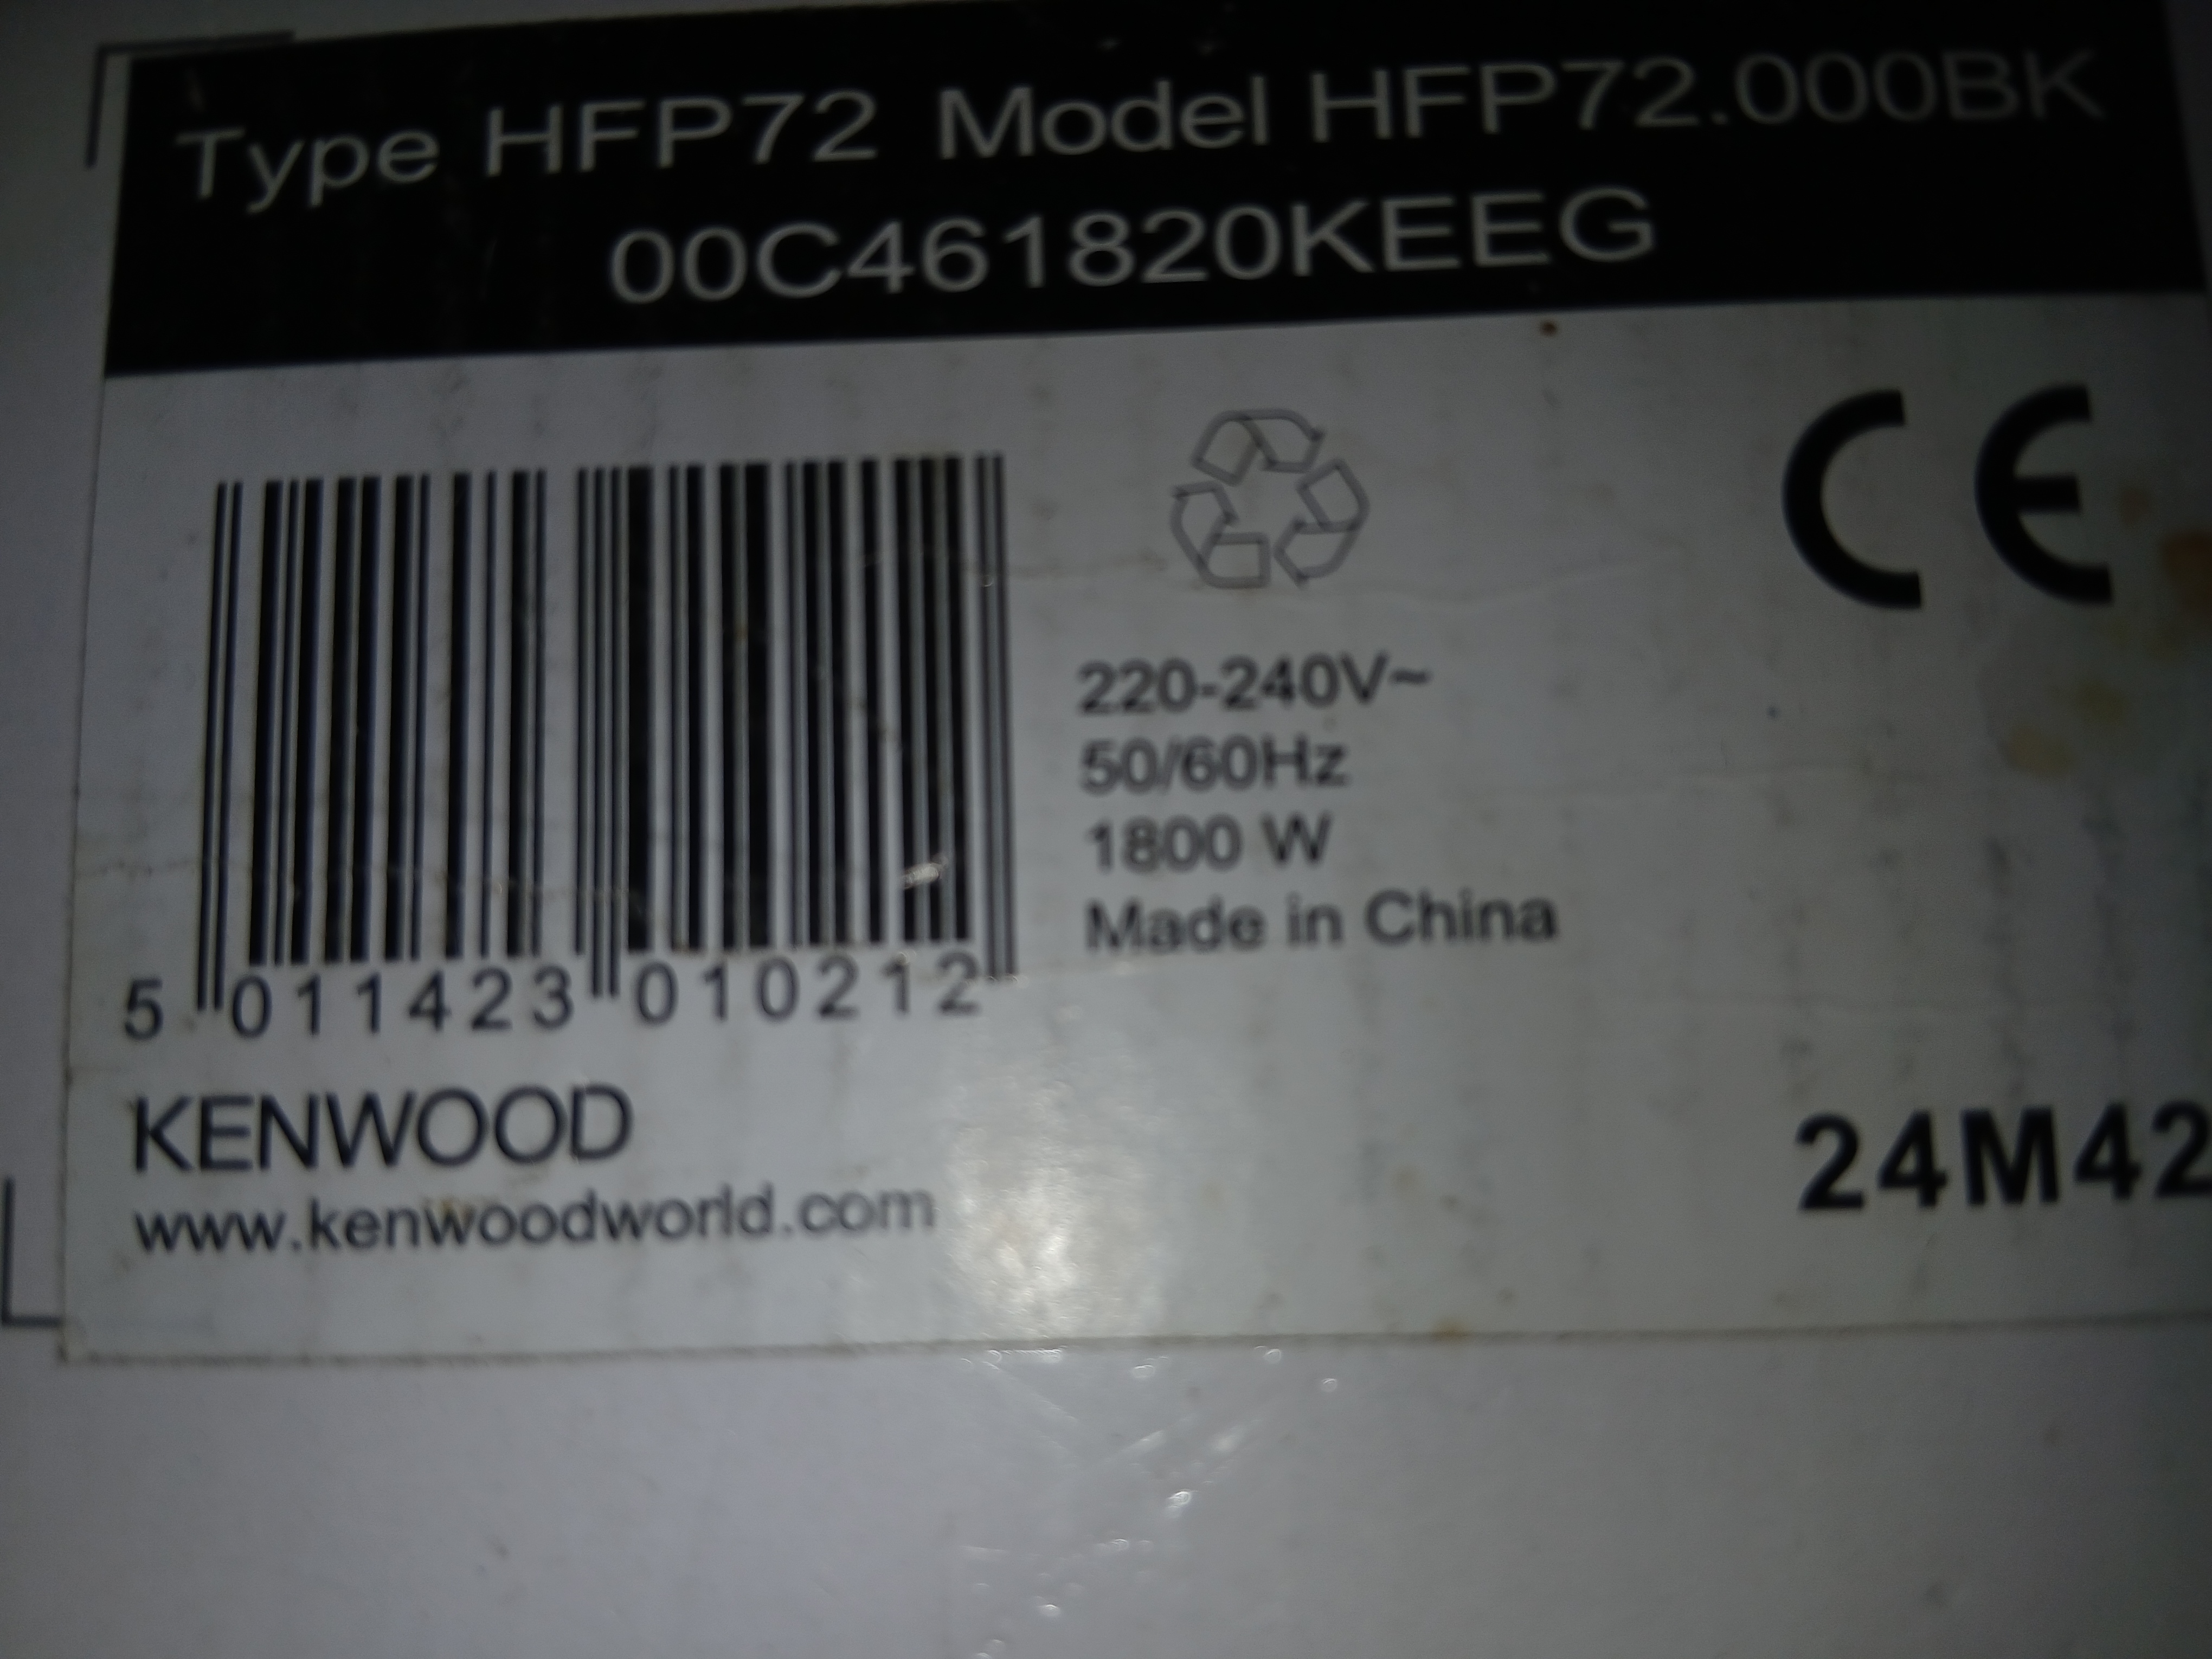 Type HFP72 Model HFP72.000BK
00C461820KEEG
CE
220-240V~
50/60Hz
1800 W
Made in China
5 011423 010212
KENWOOD
www.kenwoodworld.com
24M42